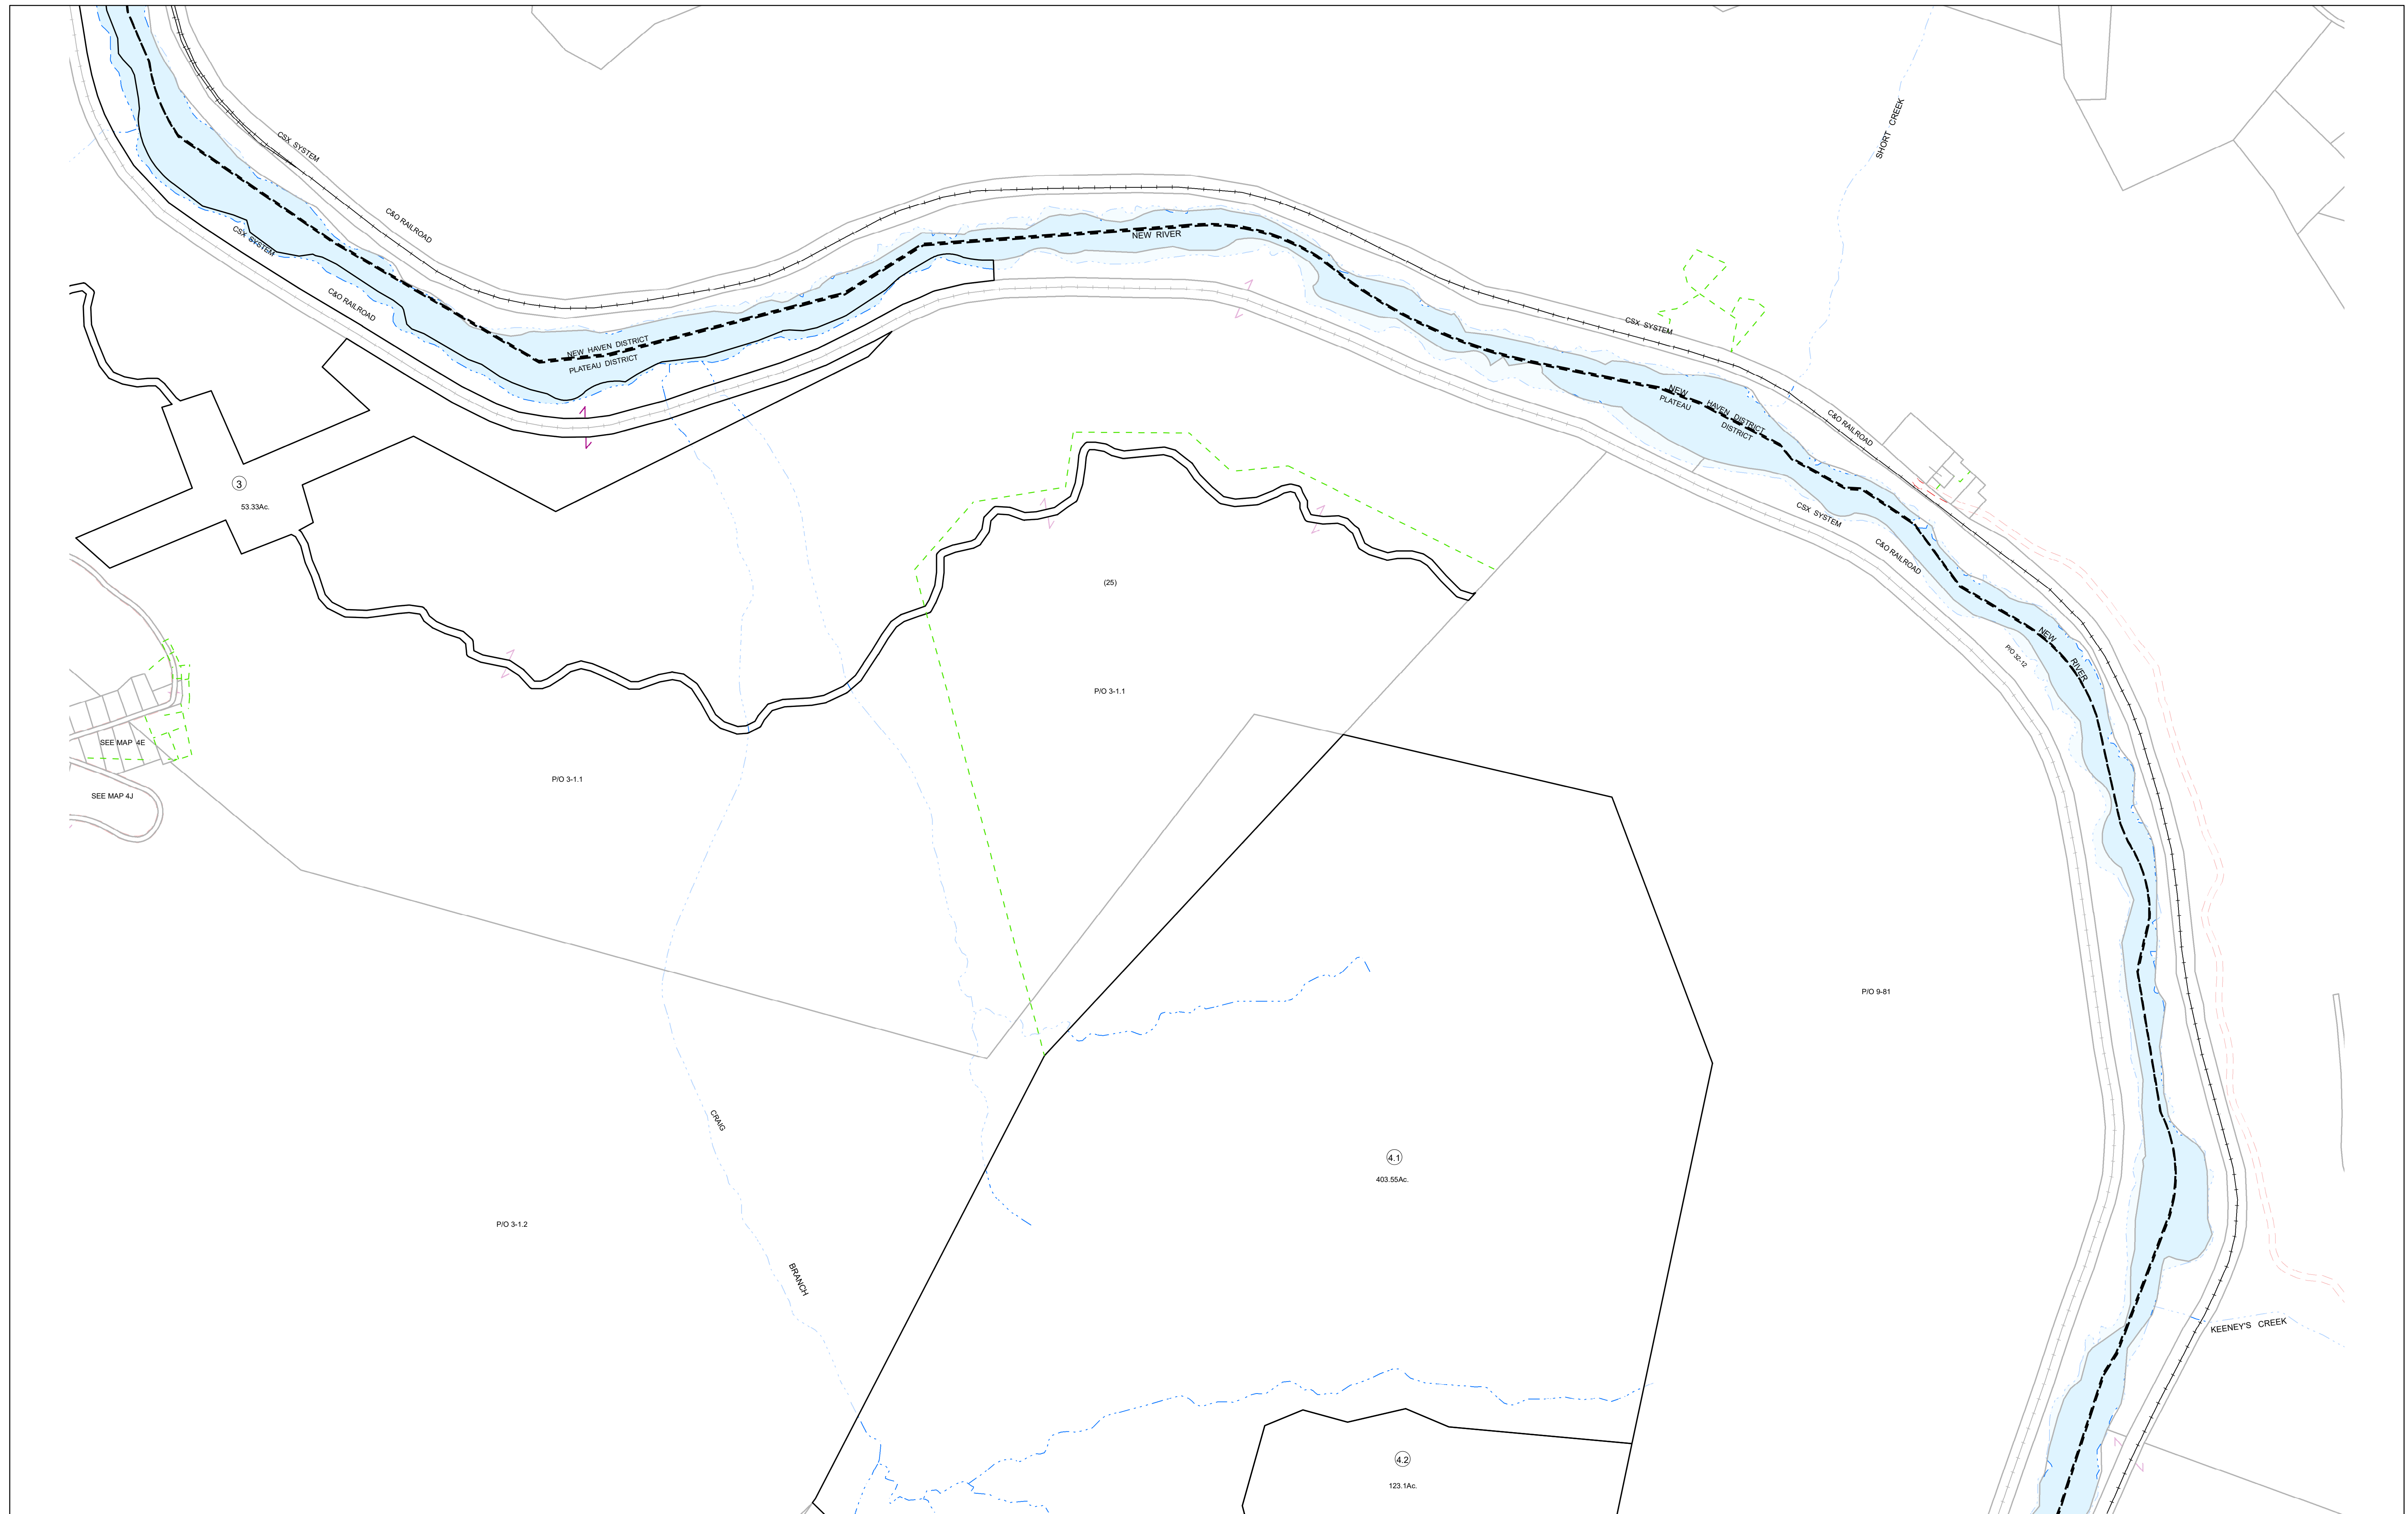 SHORT CREEK
CSX SYSTEM
C&O RAILROAD
CSX SYSTEM
NEW RIVER
C&O RAILROAD
CSX SYSTEM
NEW HAVEN DISTRICT
PLATEAU DISTRICT
NEW HAVEN DISTRICT
PLATEAU DISTRICT
C&O RAILROAD
3
53.33Ac.
CSX SYSTEM
C&O RAILROAD
(25)
NEW RIVER
P/O 32-12
P/O 3-1.1
SEE MAP 4E
P/O 3-1.1
SEE MAP 4J
P/O 9-81
CRAIG BRANCH
4.1
403.55Ac.
P/O 3-1.2
KEENEY'S CREEK
4.2
123.1Ac.